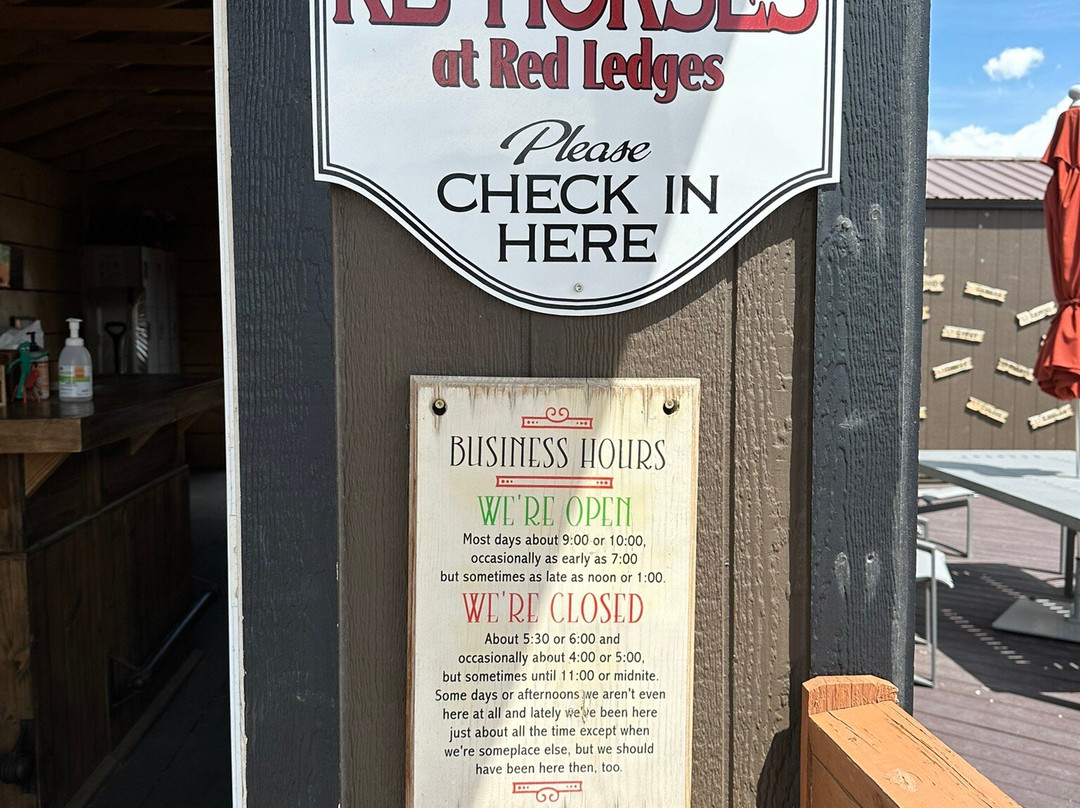 HORSES
at Red Ledges
Please
CHECK IN
HERE
BUSINESS HOURS
WE'RE OPEN
Most days about 9:00 or 10:00,
occasionally as early as 7:00
but sometimes as late as noon or 1:00.
WE'RE CLOSED
About 5:30 or 6:00 and
occasionally about 4:00 or 5:00,
but sometimes until 11:00 or midnite.
Some days or afternoons we aren't even
here at all and lately we've been here
just about all the time except when
we're someplace else, but we should
have been here then, too.